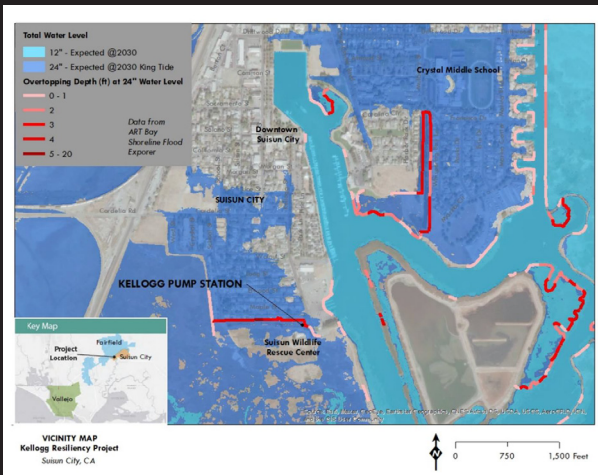 Total Water Level
12" - Expected @2030
24" - Expected @2030 King Tide
Overtopping Depth (ft) at 24" Water Level
0 - 1
2
3
4
5 - 20
Data from
ART Bay
Shoreline Flood
Exporer
Crystal Middle School
Downtown
Suisun City
SUISUN CITY
Cordelia Rd
KELLOGG PUMP STATION
Suisun Wildlife
Rescue Center
Key Map
Project
Location
Fairfield
Suisun City
Vallejo
VICINITY MAP
Kellogg Resiliency Project
Suisun City, CA
N
0 750 1,500 Feet